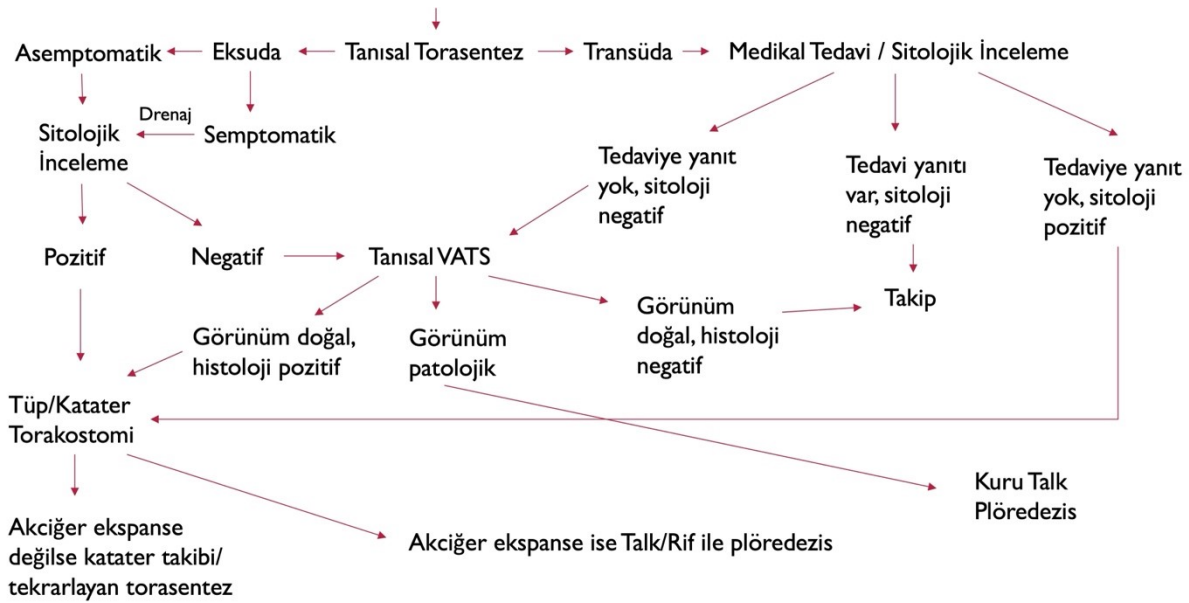 Asemptomatik
Eksuda
Tanısal Torasentez
Transüda
Medikal Tedavi / Sitolojik İnceleme
Drenaj
Sitolojik
İnceleme
Semptomatik
Tedaviye yanıt
yok, sitoloji
negatif
Tedavi yanıtı
var, sitoloji
negatif
Tedaviye yanıt
yok, sitoloji
pozitif
Pozitif
Negatif
Tanısal VATS
Takip
Görünüm doğal,
histoloji pozitif
Görünüm
patolojik
Görünüm
doğal, histoloji
negatif
Tüp/Katater
Torakostomi
Kuru Talk
Plöredezis
Akciğer ekspanse
değilse katater takibi/
tekrarlayan torasentez
Akciğer ekspanse ise Talk/Rif ile plöredezis